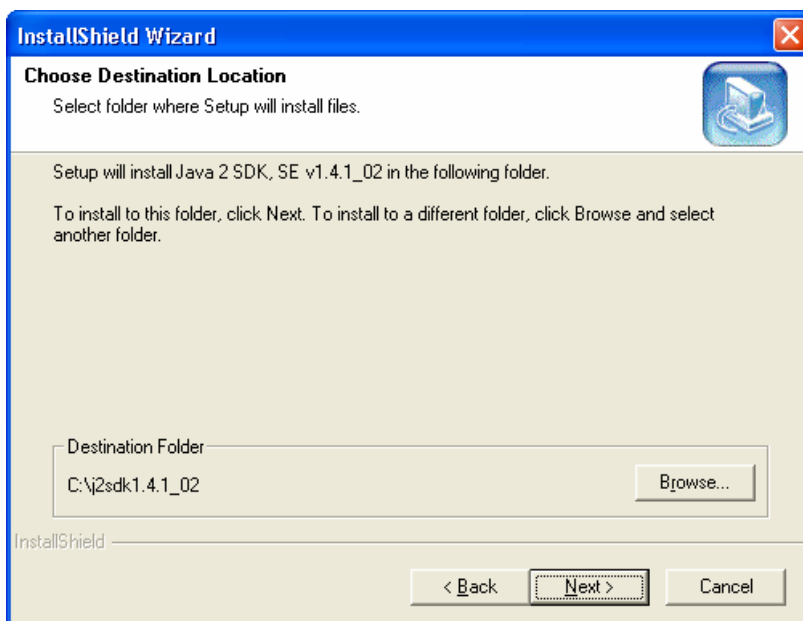 InstallShield Wizard
Choose Destination Location
Select folder where Setup will install files.
Setup will install Java 2 SDK, SE v1.4.1_02 in the following folder.
To install to this folder, click Next. To install to a different folder, click Browse and select
another folder.
Destination Folder
C:\j2sdk1.4.1_02
Browse...
InstallShield
< Back
Next >
Cancel